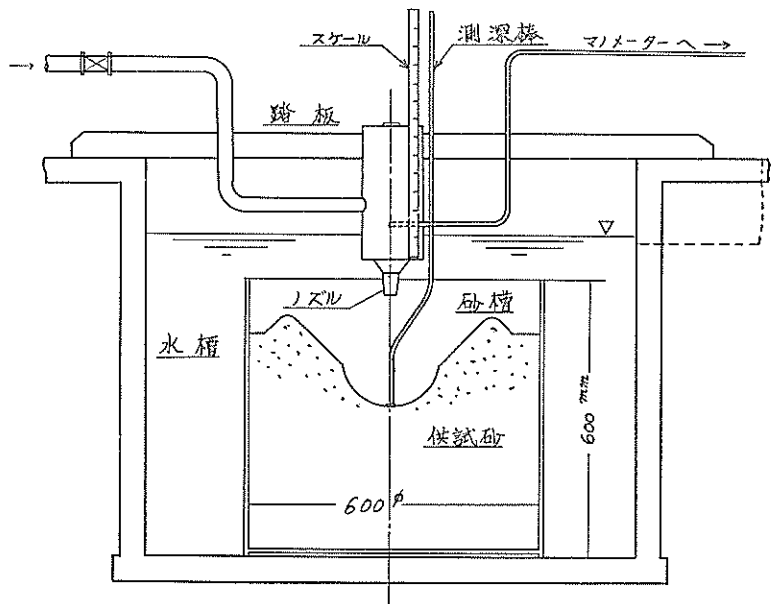 スケール
測深棒
マノメーターへ →
→
踏板
ノズル
砂槽
水槽
供試砂
600 mm
600 φ